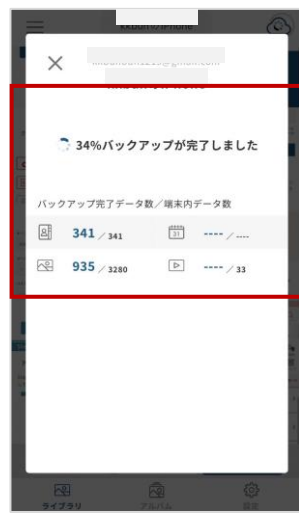 34%バックアップが完了しました
バックアップ完了データ数／端末内データ数
341 / 341
31
---- / ----
935 / 3280
---- / 33
ライブラリ
アルバム
設定